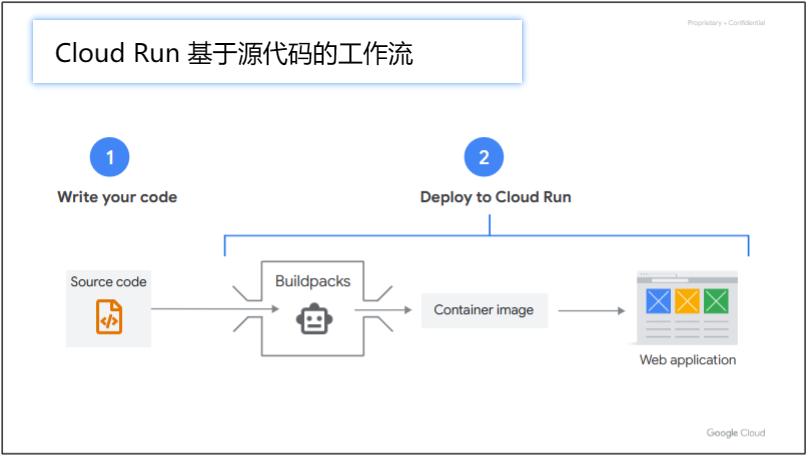 Proprietary + Confidential
Cloud Run 基于源代码的工作流
1
2
Write your code
Deploy to Cloud Run
Source code
Buildpacks
Container image
Web application
Google Cloud